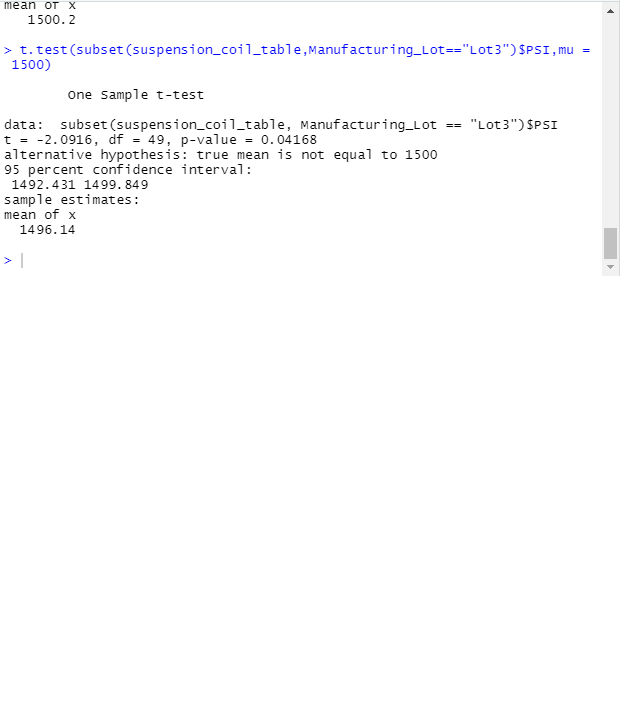 mean of x
   1500.2
> t.test(subset(suspension_coil_table,Manufacturing_Lot=="Lot3")$PSI,mu =
 1500)
        One Sample t-test
data:  subset(suspension_coil_table, Manufacturing_Lot == "Lot3")$PSI
t = -2.0916, df = 49, p-value = 0.04168
alternative hypothesis: true mean is not equal to 1500
95 percent confidence interval:
 1492.431 1499.849
sample estimates:
mean of x
  1496.14
>